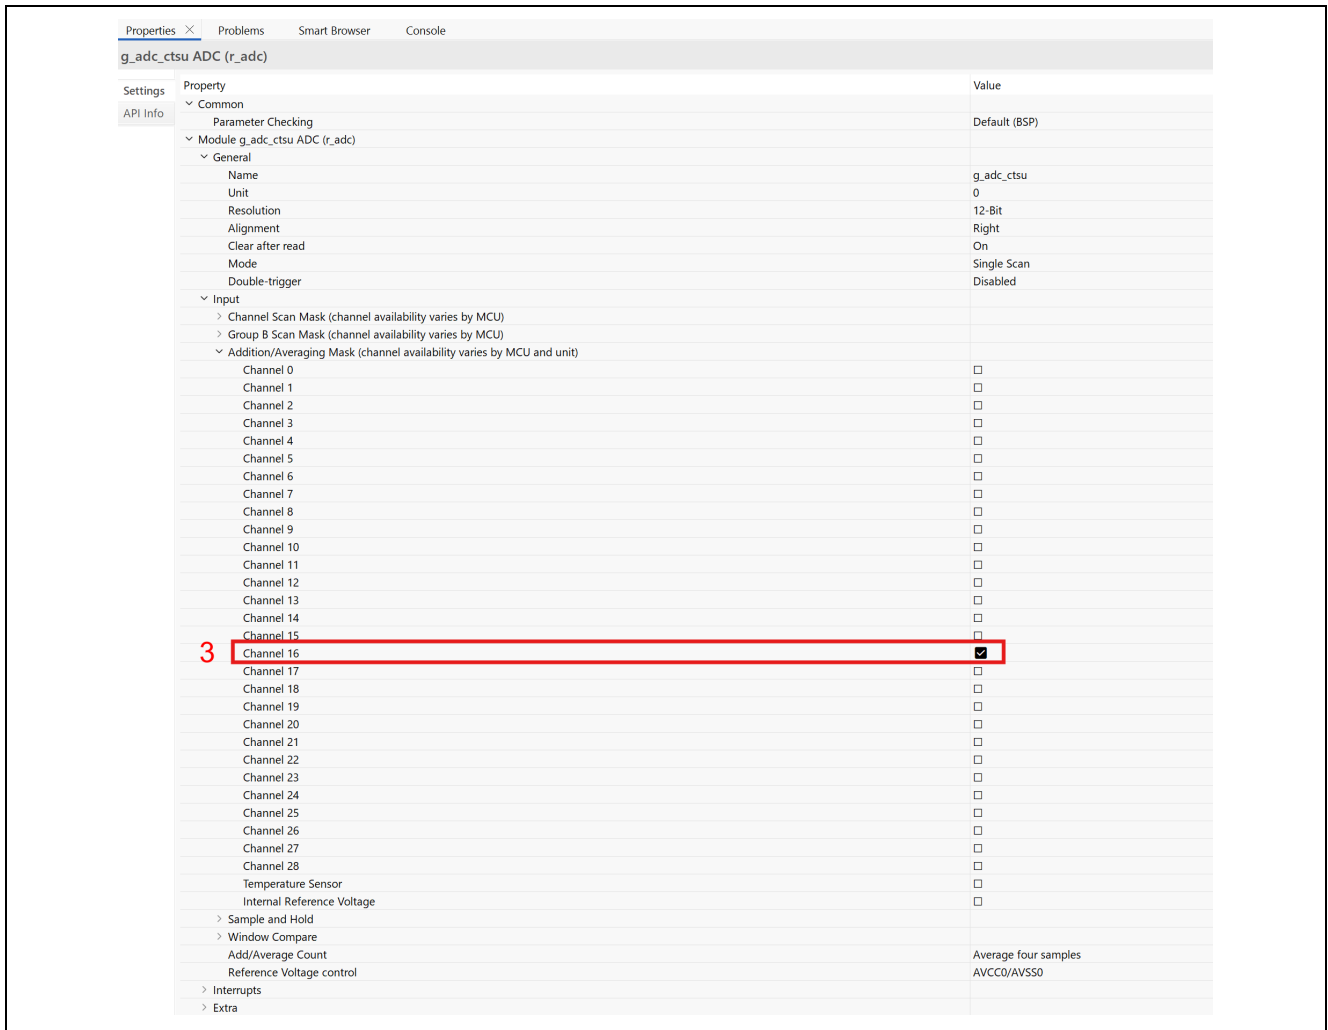 Properties Problems Smart Browser Console
g_adc_ctsu ADC (r_adc)
Settings
API Info
Property Value
Common
Parameter Checking Default (BSP)
Module g_adc_ctsu ADC (r_adc)
General
Name g_adc_ctsu
Unit 0
Resolution 12-Bit
Alignment Right
Clear after read On
Mode Single Scan
Double-trigger Disabled
Input
Channel Scan Mask (channel availability varies by MCU)
Group B Scan Mask (channel availability varies by MCU)
Addition/Averaging Mask (channel availability varies by MCU and unit)
Channel 0
Channel 1
Channel 2
Channel 3
Channel 4
Channel 5
Channel 6
Channel 7
Channel 8
Channel 9
Channel 10
Channel 11
Channel 12
Channel 13
Channel 14
Channel 15
3 Channel 16
Channel 17
Channel 18
Channel 19
Channel 20
Channel 21
Channel 22
Channel 23
Channel 24
Channel 25
Channel 26
Channel 27
Channel 28
Temperature Sensor
Internal Reference Voltage
Sample and Hold
Window Compare
Add/Average Count Average four samples
Reference Voltage control AVCC0/AVSS0
Interrupts
Extra